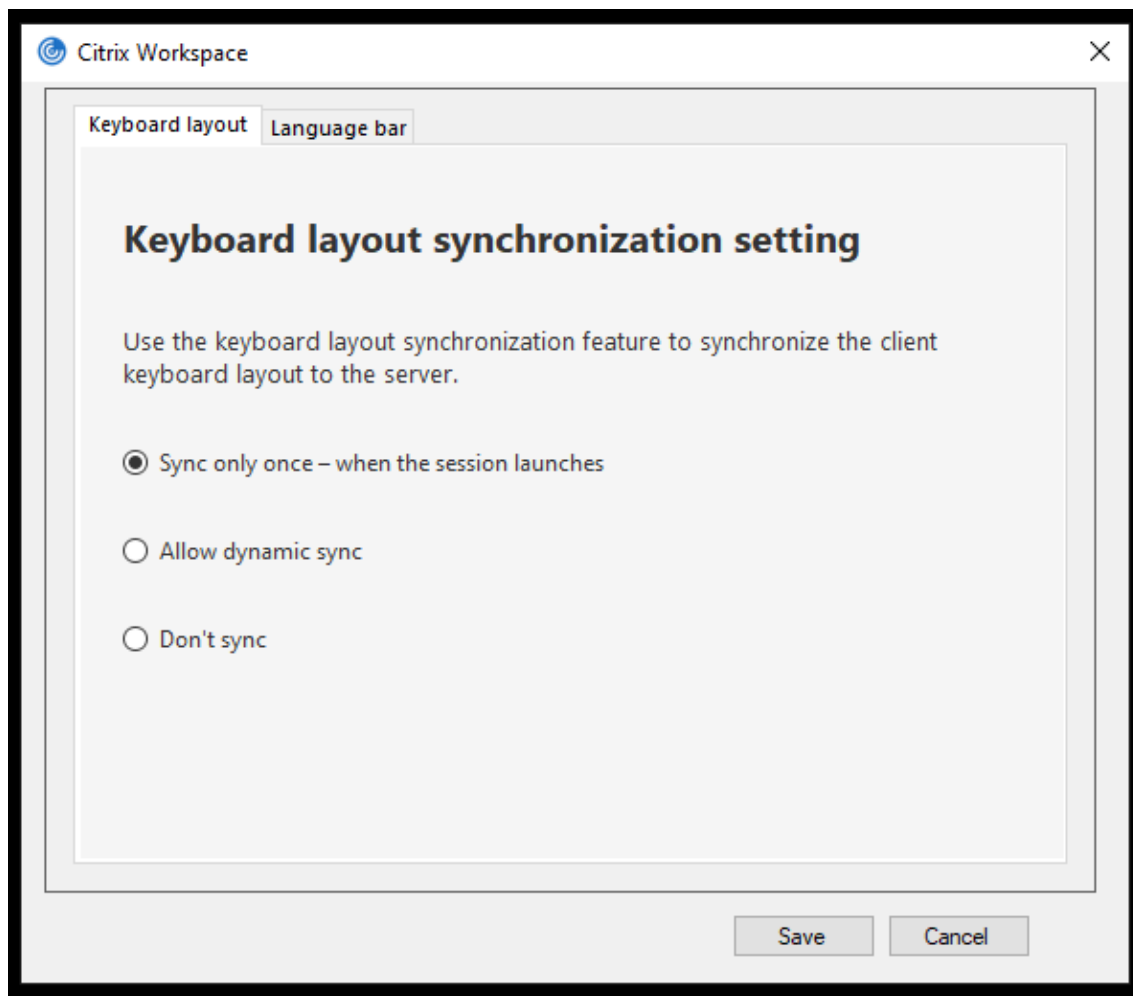 Citrix Workspace
Keyboard layout
Language bar
Keyboard layout synchronization setting
Use the keyboard layout synchronization feature to synchronize the client
keyboard layout to the server.
Sync only once – when the session launches
Allow dynamic sync
Don't sync
Save
Cancel